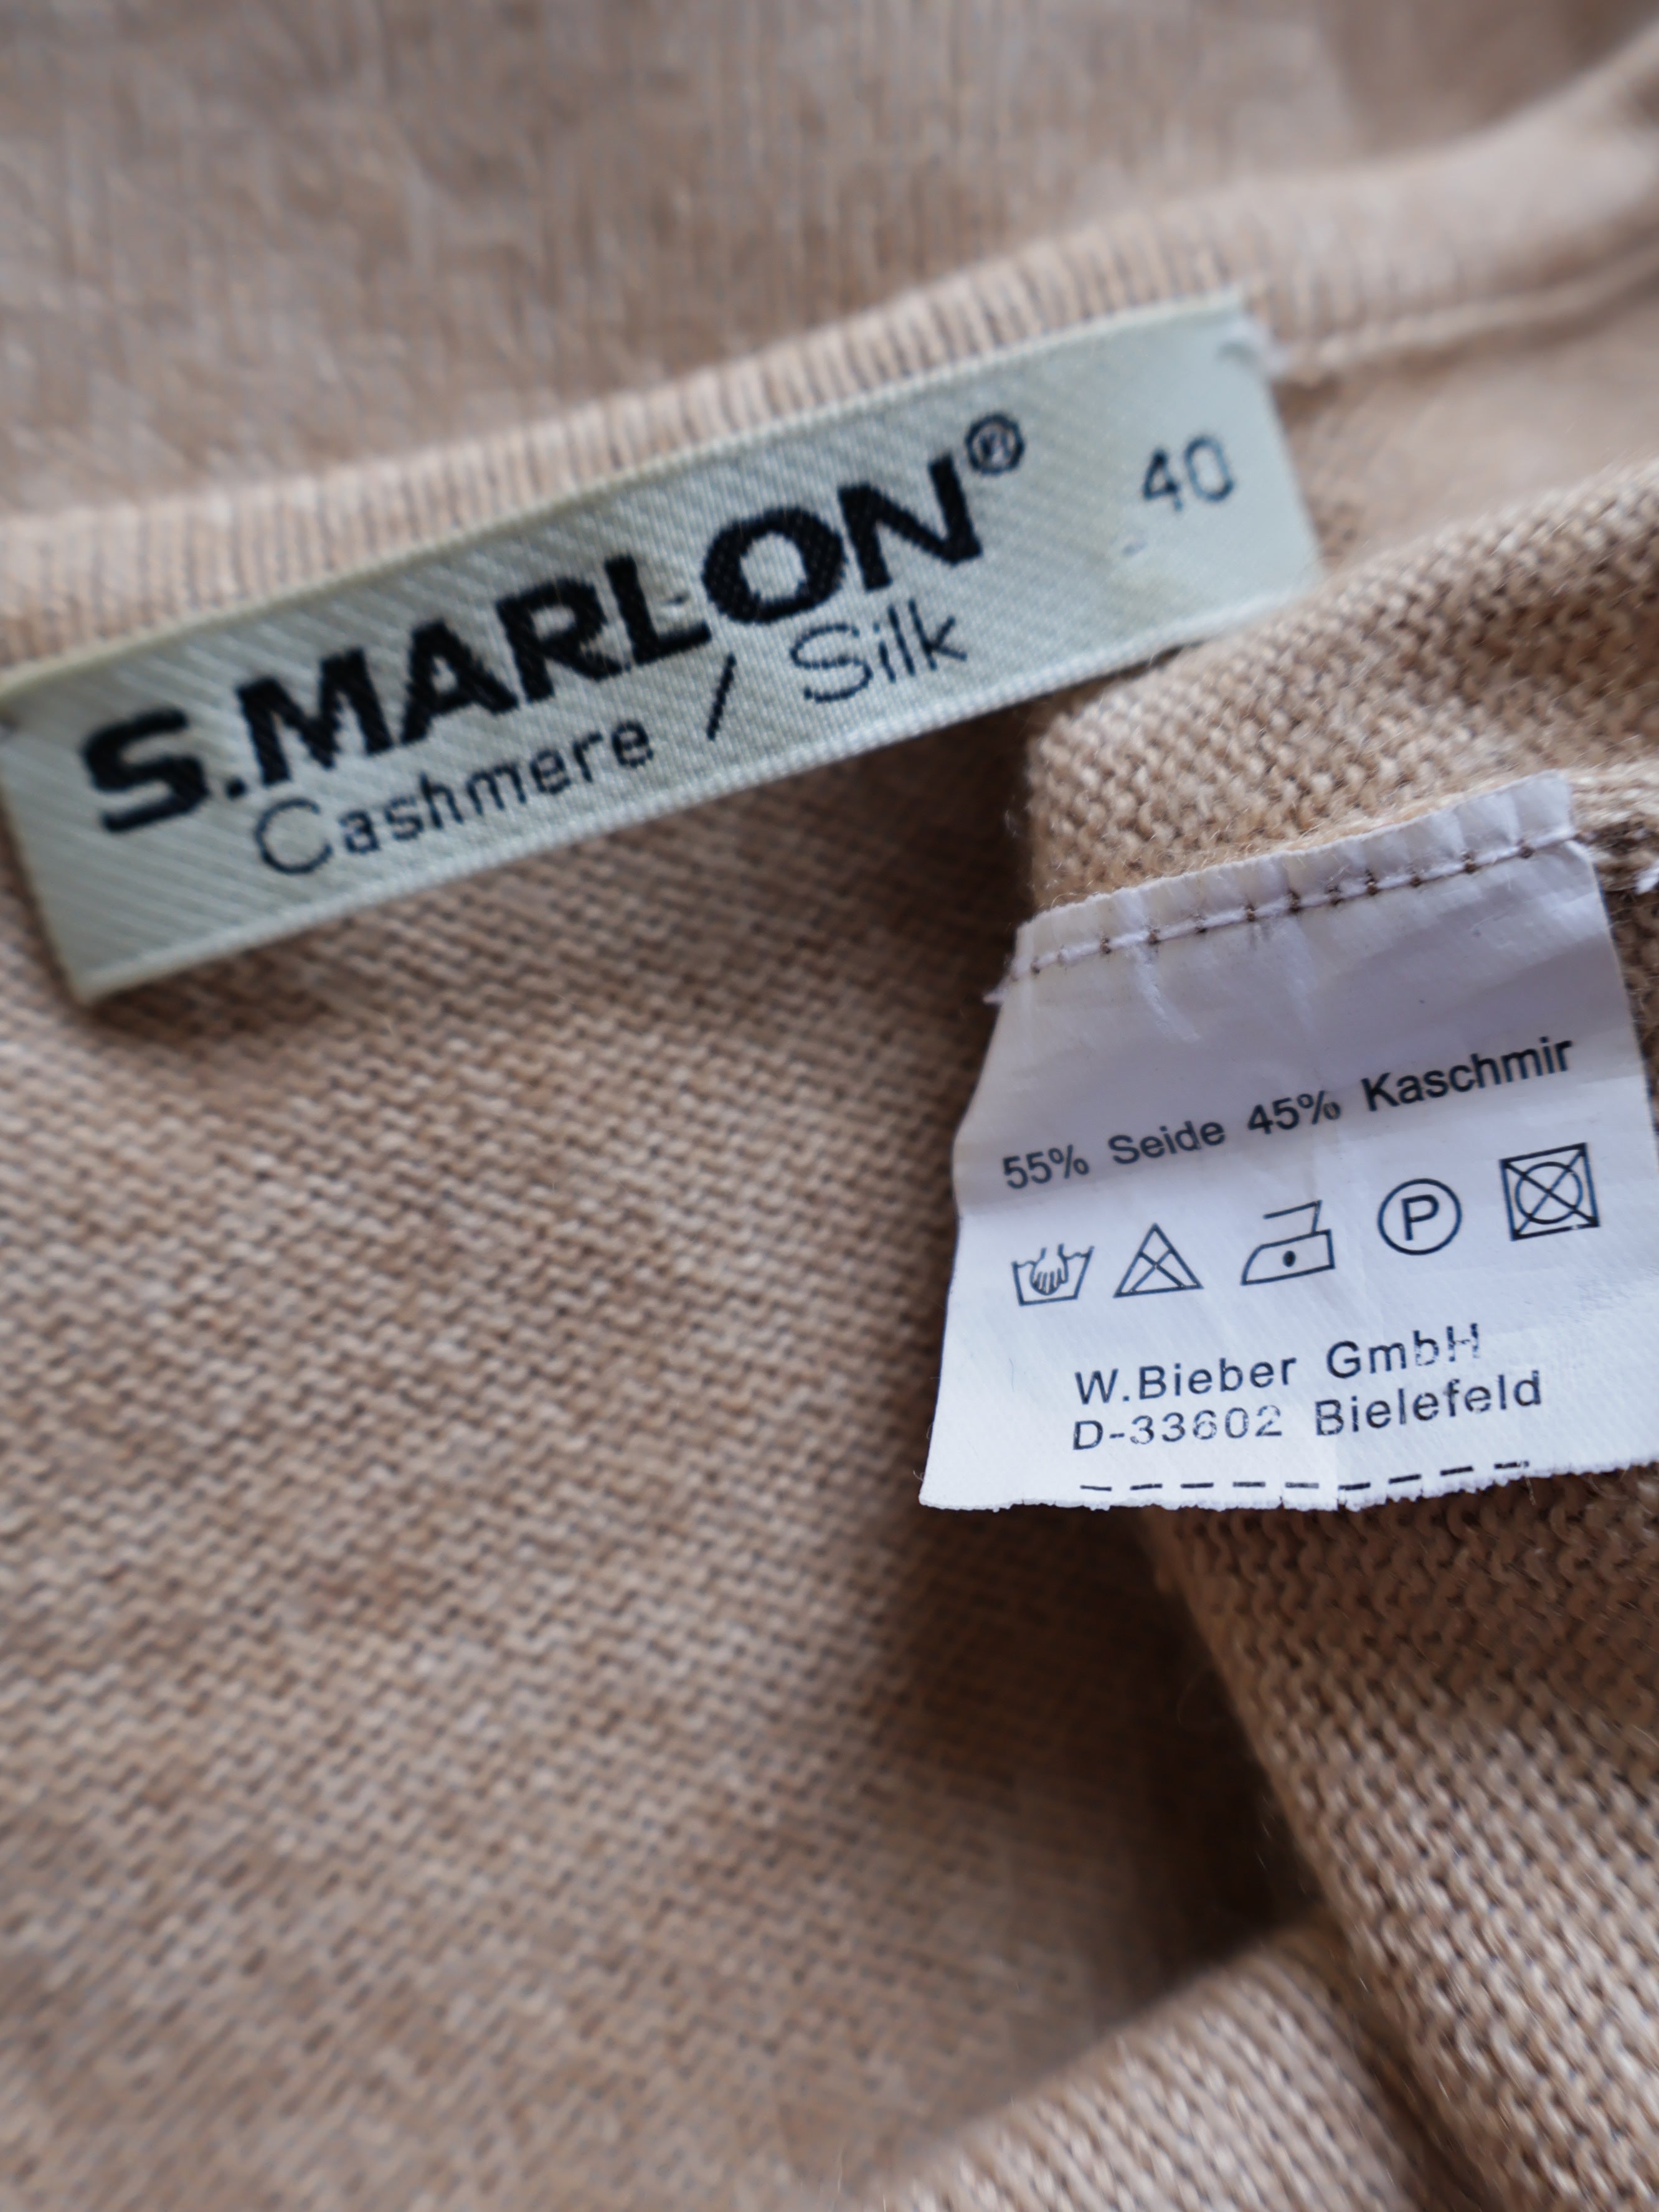 S.MARLON® 40
Cashmere / Silk
55% Seide 45% Kaschmir
P
W.Bieber GmbH
D-33602 Bielefeld